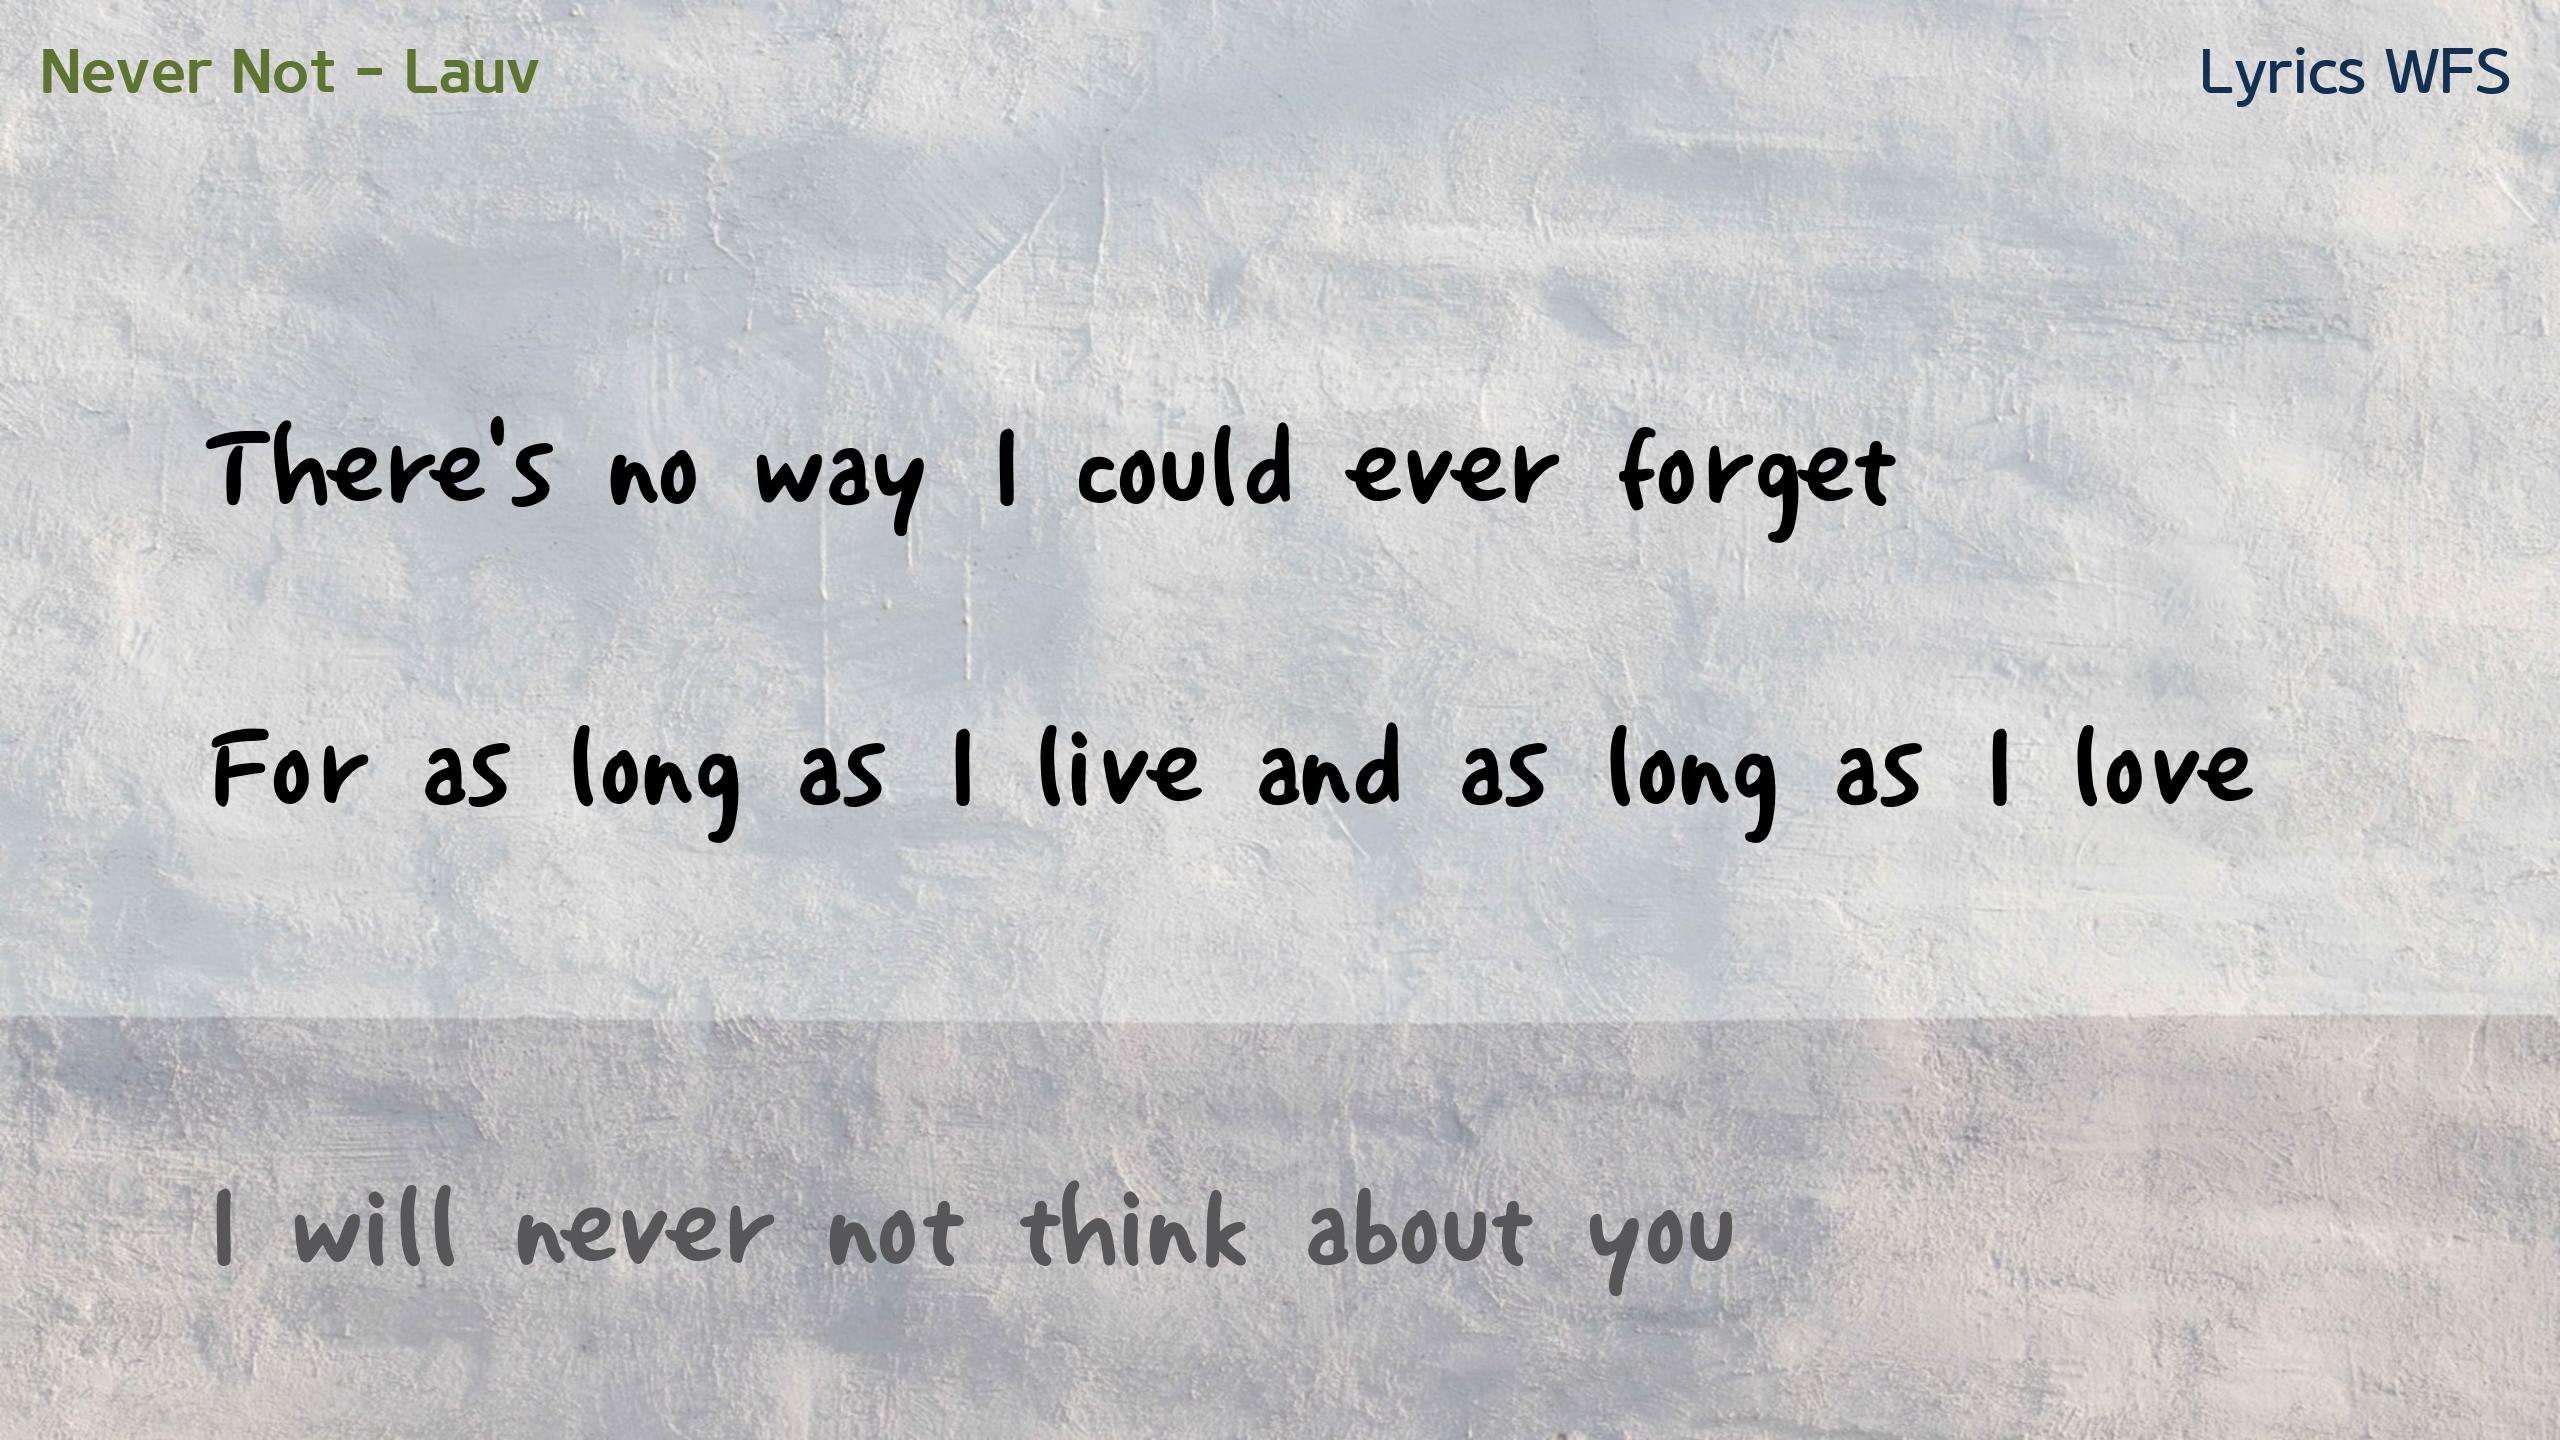 Never Not - Lauv
Lyrics WFS
There's no way I could ever forget
For as long as I live and as long as I love
I will never not think about you